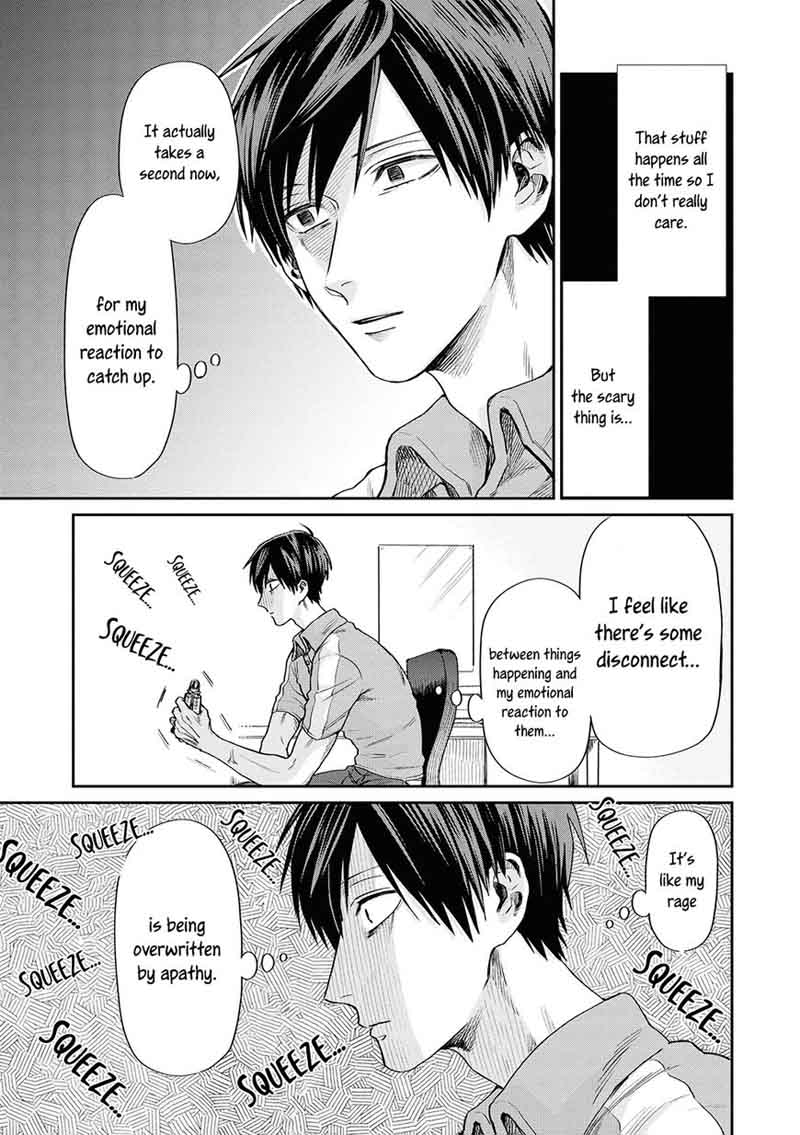 That stuff
happens all
the time so I
don't really
care.
But
the scary
thing is...
It actually
takes a
second now,
for my
emotional
reaction to
catch up.
I feel like
there's some
disconnect...
between things
happening and
my emotional
reaction to
them...
SQUEEZE...
SQUEEZE...
SQUEEZE...
It's
like my
rage
is being
overwritten
by apathy.
SQUEEZE...
SQUEEZE...
SQUEEZE...
SQUEEZE...
SQUEEZE...
SQUEEZE...
SQUEEZE...
SQUEEZE...
SQUEEZE...